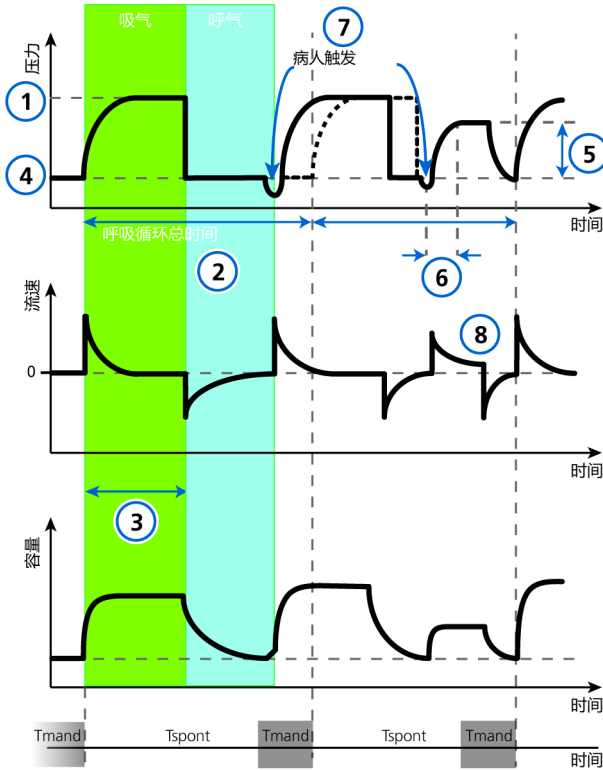 吸气
呼气
7
病人触发
压力
1
4
5
时间
呼吸循环总时间
2
6
流速
8
0
时间
3
容量
时间
Tmand
Tspont
Tmand
Tspont
Tmand
时间